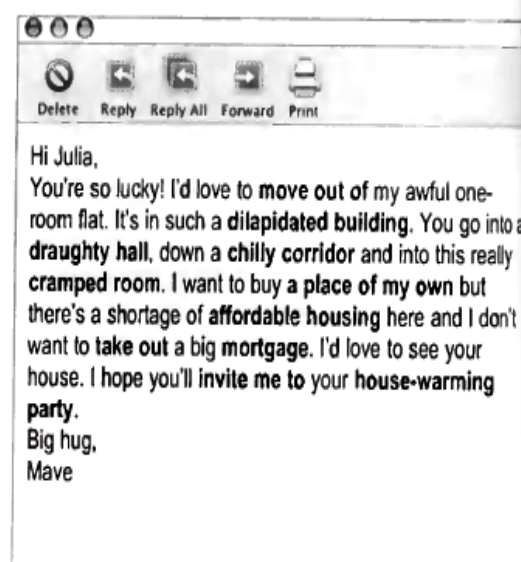 Delete Reply Reply All Forward Print
Hi Julia,
You're so lucky! I'd love to move out of my awful one-
room flat. It's in such a dilapidated building. You go into a
draughty hall, down a chilly corridor and into this really
cramped room. I want to buy a place of my own but
there's a shortage of affordable housing here and I don't
want to take out a big mortgage. I'd love to see your
house. I hope you'll invite me to your house-warming
party.
Big hug,
Mave